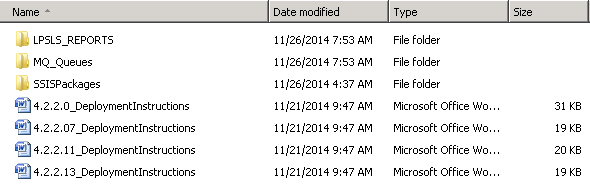 Name Date modified Type Size
LPSLS_REPORTS 11/26/2014 7:53 AM File folder
MQ_Queues 11/26/2014 7:53 AM File folder
SSISPackages 11/26/2014 4:37 AM File folder
4.2.2.0_DeploymentInstructions 11/21/2014 9:47 AM Microsoft Office Wo... 31 KB
4.2.2.07_DeploymentInstructions 11/21/2014 9:47 AM Microsoft Office Wo... 19 KB
4.2.2.11_DeploymentInstructions 11/21/2014 9:47 AM Microsoft Office Wo... 20 KB
4.2.2.13_DeploymentInstructions 11/21/2014 9:47 AM Microsoft Office Wo... 19 KB